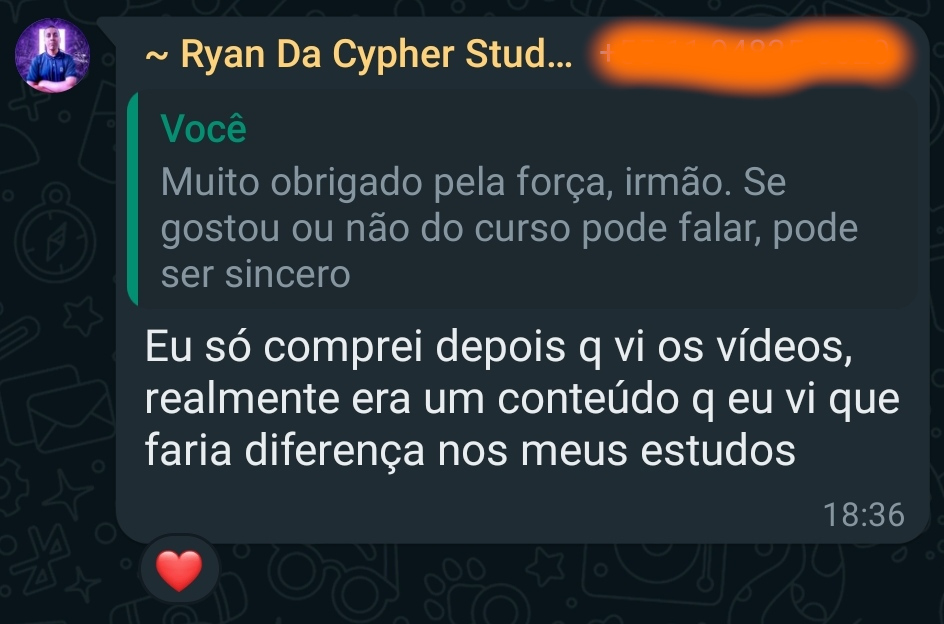 ~ Ryan Da Cypher Stud...
Você
Muito obrigado pela força, irmão. Se
gostou ou não do curso pode falar, pode
ser sincero
Eu só comprei depois q vi os vídeos,
realmente era um conteúdo q eu vi que
faria diferença nos meus estudos
18:36